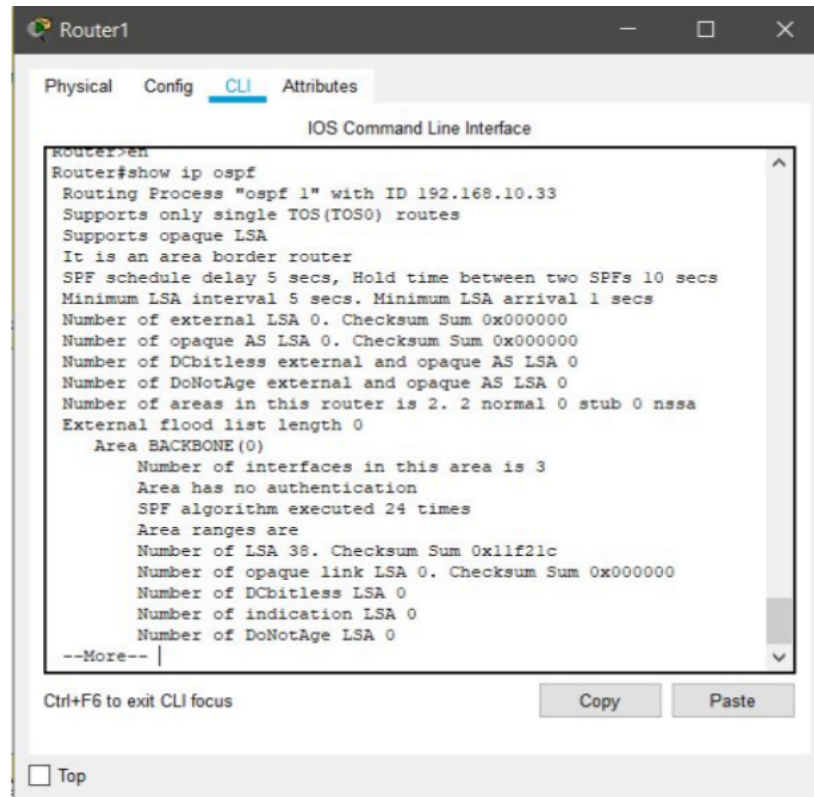 Router1
Physical Config CLI Attributes
IOS Command Line Interface
Router>en
Router#show ip ospf
Routing Process "ospf 1" with ID 192.168.10.33
Supports only single TOS(TOS0) routes
Supports opaque LSA
It is an area border router
SPF schedule delay 5 secs, Hold time between two SPFs 10 secs
Minimum LSA interval 5 secs. Minimum LSA arrival 1 secs
Number of external LSA 0. Checksum Sum 0x000000
Number of opaque AS LSA 0. Checksum Sum 0x000000
Number of DCbitless external and opaque AS LSA 0
Number of DoNotAge external and opaque AS LSA 0
Number of areas in this router is 2. 2 normal 0 stub 0 nssa
External flood list length 0
Area BACKBONE(0)
Number of interfaces in this area is 3
Area has no authentication
SPF algorithm executed 24 times
Area ranges are
Number of LSA 38. Checksum Sum 0x11f21c
Number of opaque link LSA 0. Checksum Sum 0x000000
Number of DCbitless LSA 0
Number of indication LSA 0
Number of DoNotAge LSA 0
--More--
Ctrl+F6 to exit CLI focus Copy Paste
Top